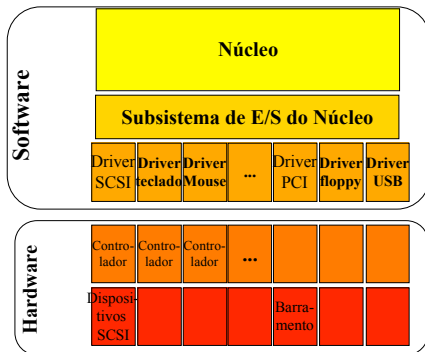 Software
Núcleo
Subsistema de E/S do Núcleo
Driver SCSI
Driver teclado
Driver Mouse
...
Driver PCI
Driver floppy
Driver USB
Hardware
Contro-
lador
Contro-
lador
Contro-
lador
...
Disposi-
tivos
SCSI
Barra-
mento